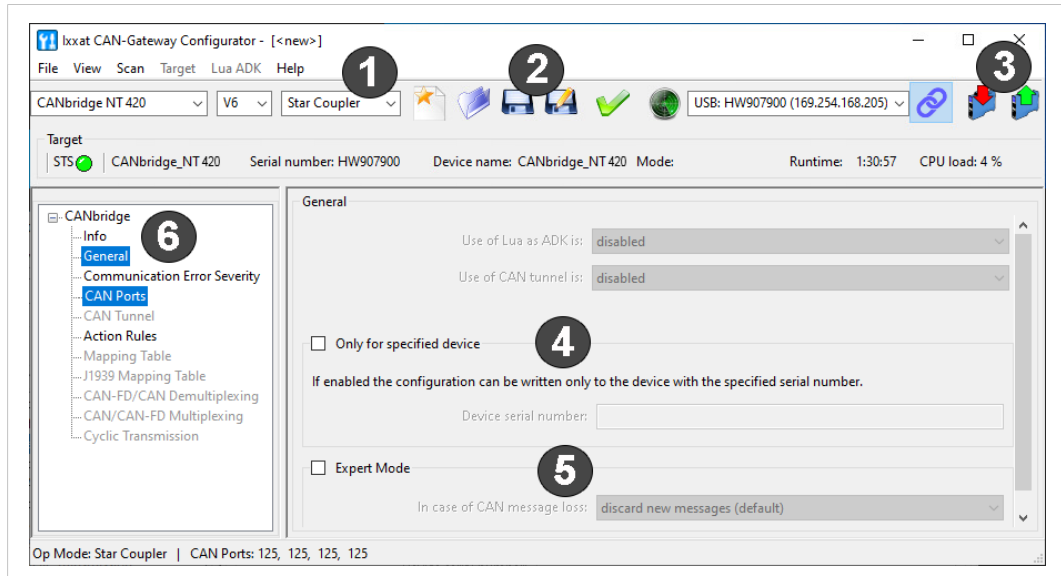 Ixxat CAN-Gateway Configurator - [<new>]
File View Scan Target Lua ADK Help
1
2
3
CANbridge NT 420 V6 Star Coupler USB: HW907900 (169.254.168.205)
Target
STS CANbridge_NT 420 Serial number: HW907900 Device name: CANbridge_NT 420 Mode: Runtime: 1:30:57 CPU load: 4 %
CANbridge
Info
General
Communication Error Severity
CAN Ports
CAN Tunnel
Action Rules
Mapping Table
J1939 Mapping Table
CAN-FD/CAN Demultiplexing
CAN/CAN-FD Multiplexing
Cyclic Transmission
6
General
Use of Lua as ADK is: disabled
Use of CAN tunnel is: disabled
Only for specified device
4
If enabled the configuration can be written only to the device with the specified serial number.
Device serial number:
Expert Mode
5
In case of CAN message loss: discard new messages (default)
Op Mode: Star Coupler | CAN Ports: 125, 125, 125, 125